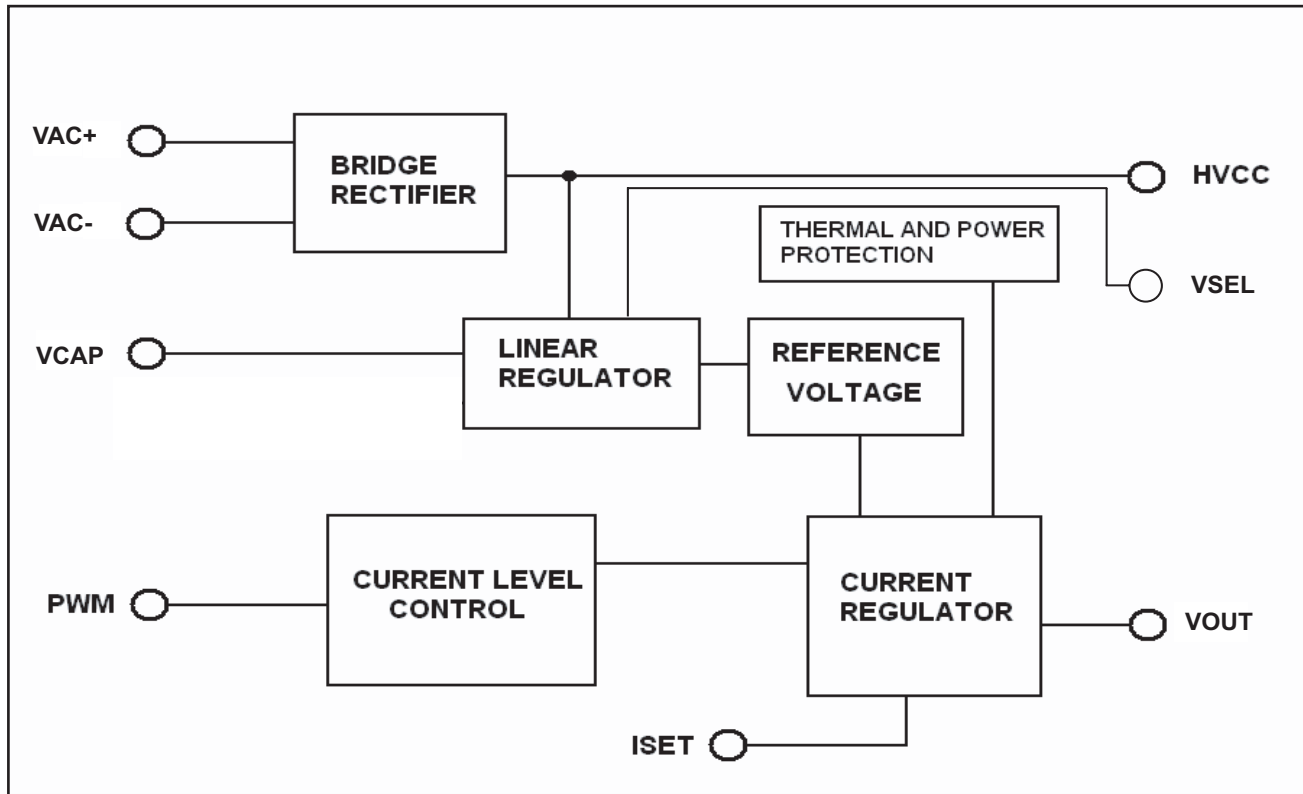 VAC+
BRIDGE
RECTIFIER
HVCC
VAC-
THERMAL AND POWER
PROTECTION
VSEL
VCAP
LINEAR
REGULATOR
REFERENCE
VOLTAGE
PWM
CURRENT LEVEL
CONTROL
CURRENT
REGULATOR
VOUT
ISET